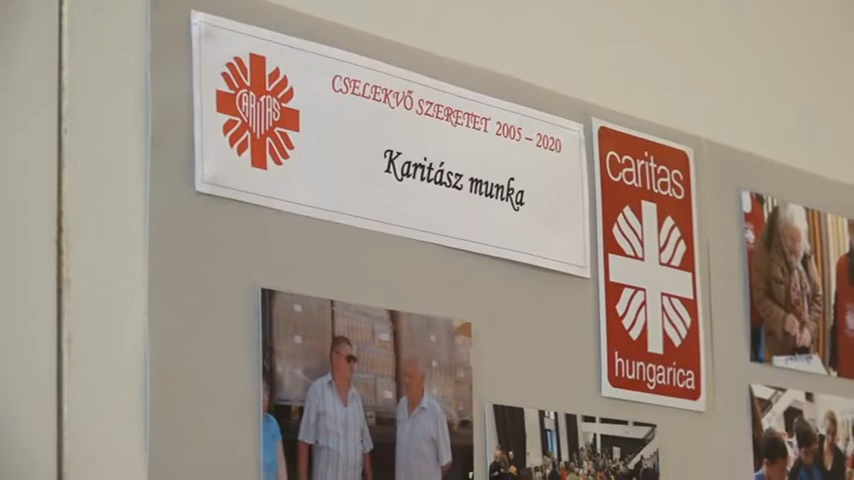 CARITAS
CSELEKVŐ SZERETET 2005 – 2020
Karitász munka
caritas
hungarica